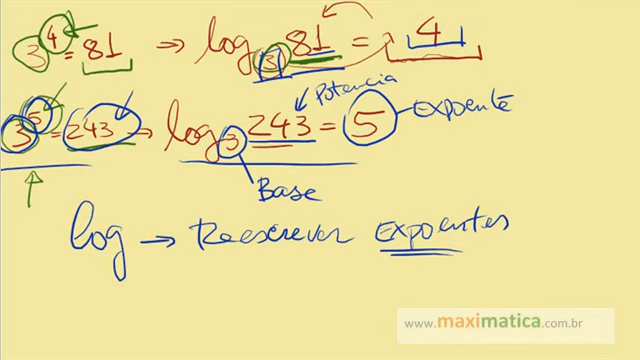 3⁴ = 81 → log₃ 81 = 4
Potencia
3⁵ = 243 → log₃ 243 = 5 Expoente
Base
log → Reescrever Expoentes
www.maximatica.com.br